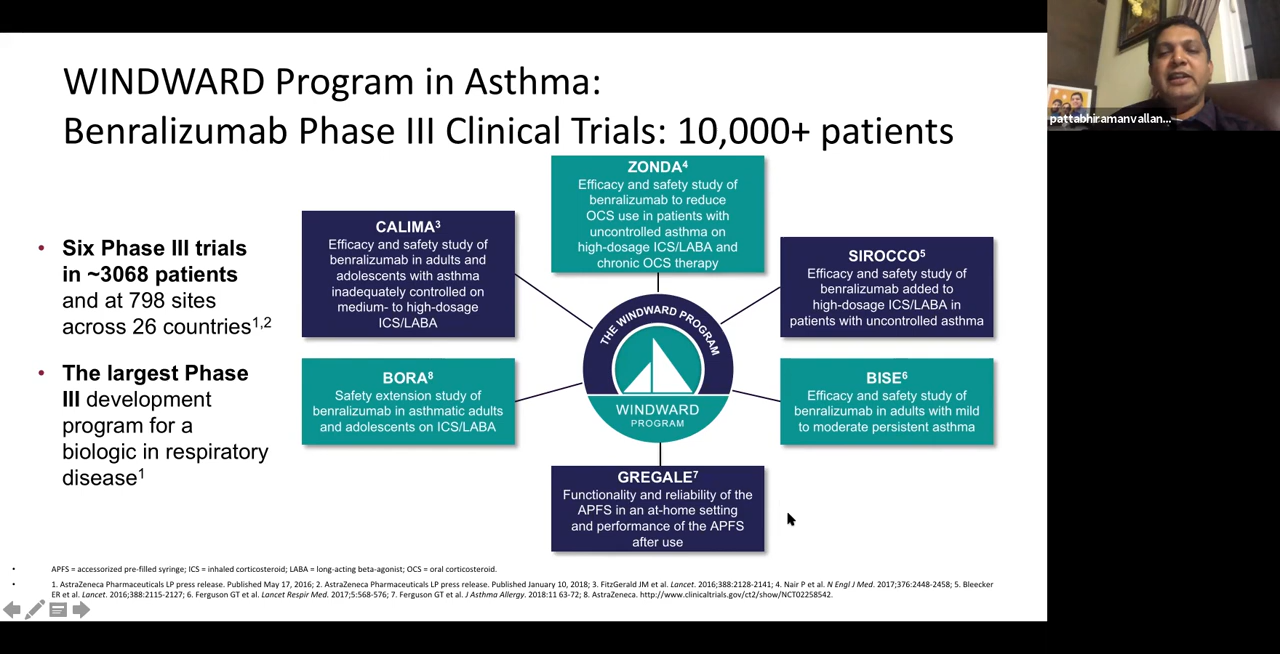 WINDWARD Program in Asthma:
Benralizumab Phase III Clinical Trials: 10,000+ patients
• Six Phase III trials
in ~3068 patients
and at 798 sites
across 26 countries1,2
• The largest Phase
III development
program for a
biologic in respiratory
disease1
CALIMA3
Efficacy and safety study of
benralizumab in adults and
adolescents with asthma
inadequately controlled on
medium- to high-dosage
ICS/LABA
ZONDA4
Efficacy and safety study of
benralizumab to reduce
OCS use in patients with
uncontrolled asthma on
high-dosage ICS/LABA and
chronic OCS therapy
SIROCCO5
Efficacy and safety study of
benralizumab added to
high-dosage ICS/LABA in
patients with uncontrolled asthma
BORA8
Safety extension study of
benralizumab in asthmatic adults
and adolescents on ICS/LABA
THE WINDWARD PROGRAM
WINDWARD
PROGRAM
BISE6
Efficacy and safety study of
benralizumab in adults with mild
to moderate persistent asthma
GREGALE7
Functionality and reliability of the
APFS in an at-home setting
and performance of the APFS
after use
• APFS = accessorized pre-filled syringe; ICS = inhaled corticosteroid; LABA = long-acting beta-agonist; OCS = oral corticosteroid.
• 1. AstraZeneca Pharmaceuticals LP press release. Published May 17, 2016; 2. AstraZeneca Pharmaceuticals LP press release. Published January 10, 2018; 3. FitzGerald JM et al. Lancet. 2016;388:2128-2141; 4. Nair P et al. N Engl J Med. 2017;376:2448-2458; 5. Bleecker
ER et al. Lancet. 2016;388:2115-2127; 6. Ferguson GT et al. Lancet Respir Med. 2017;5:568-576; 7. Ferguson GT et al. J Asthma Allergy. 2018:11 63-72; 8. AstraZeneca. http://www.clinicaltrials.gov/ct2/show/NCT02258542.
pattabhiramanvallan...